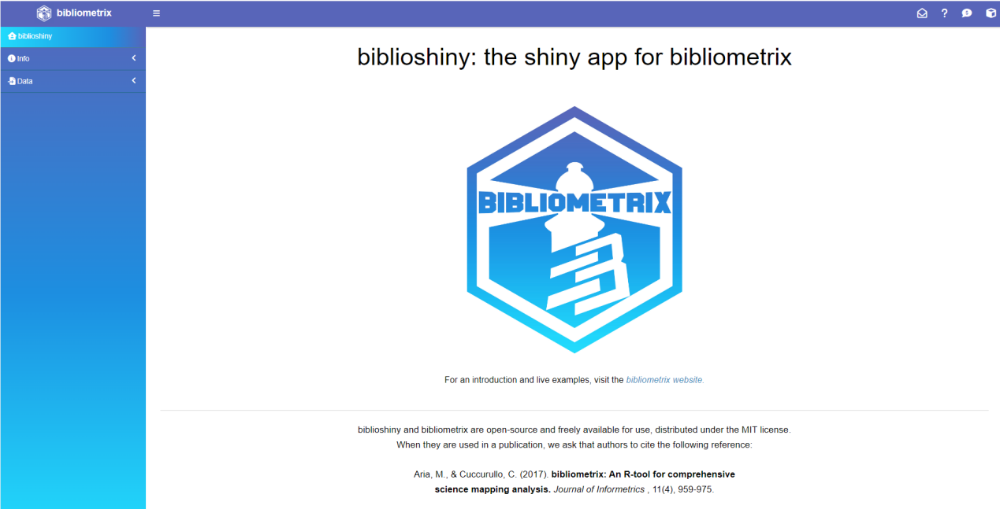 bibliometrix
biblioshiny
Info
Data
biblioshiny: the shiny app for bibliometrix
BIBLIOMETRIX
3
For an introduction and live examples, visit the bibliometrix website.
biblioshiny and bibliometrix are open-source and freely available for use, distributed under the MIT license.
When they are used in a publication, we ask that authors to cite the following reference:
Aria, M., & Cuccurullo, C. (2017). bibliometrix: An R-tool for comprehensive
science mapping analysis. Journal of Informetrics , 11(4), 959-975.